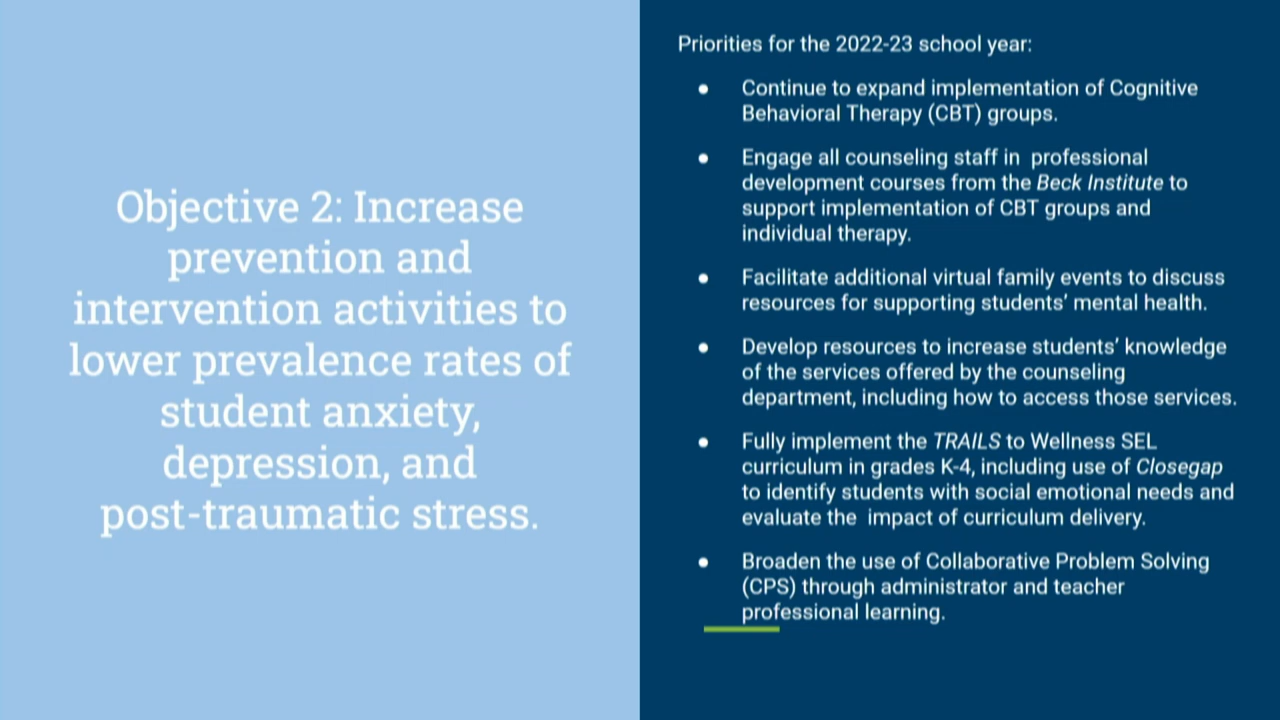 Objective 2: Increase
prevention and
intervention activities to
lower prevalence rates of
student anxiety,
depression, and
post-traumatic stress.
Priorities for the 2022-23 school year:
● Continue to expand implementation of Cognitive
Behavioral Therapy (CBT) groups.
● Engage all counseling staff in  professional
development courses from the Beck Institute to
support implementation of CBT groups and
individual therapy.
● Facilitate additional virtual family events to discuss
resources for supporting students’ mental health.
● Develop resources to increase students’ knowledge
of the services offered by the counseling
department, including how to access those services.
● Fully implement the TRAILS to Wellness SEL
curriculum in grades K-4, including use of Closegap
to identify students with social emotional needs and
evaluate the  impact of curriculum delivery.
● Broaden the use of Collaborative Problem Solving
(CPS) through administrator and teacher
professional learning.